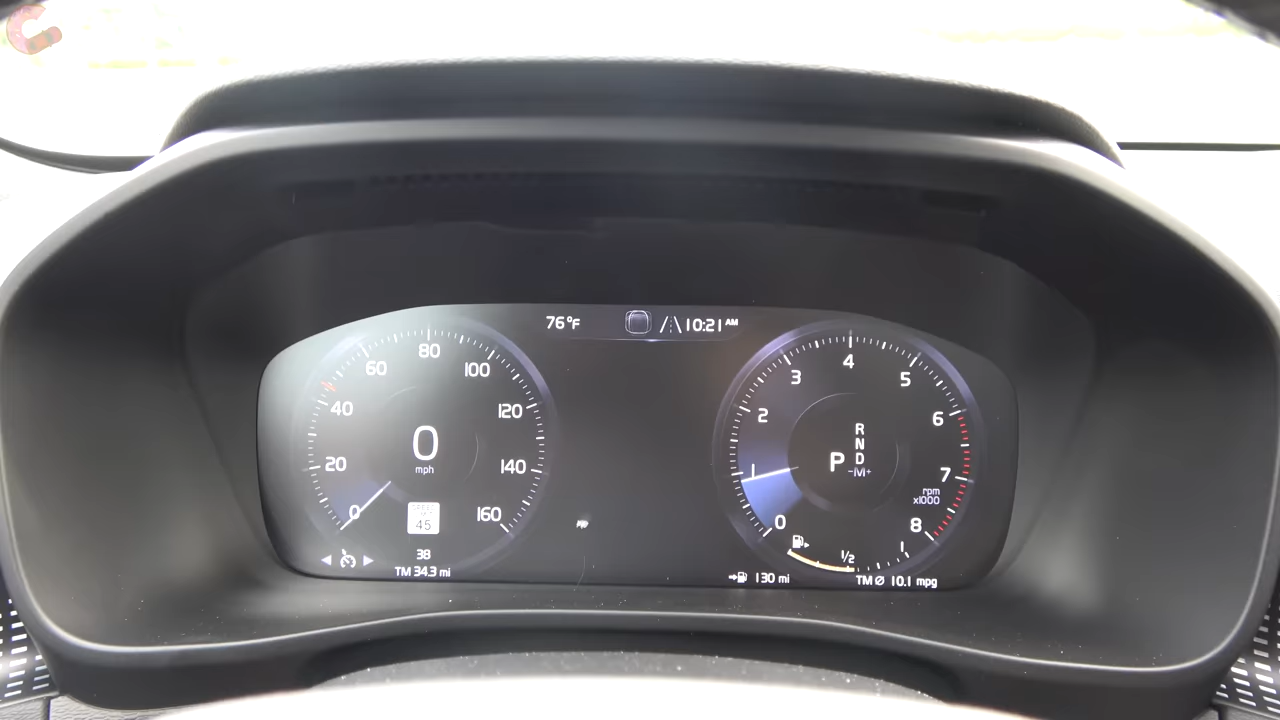 76°F
10:21 AM
0
20
40
60
80
100
120
140
160
0
mph
SPEED
45
38
TM 34.3 mi
0
1
2
3
4
5
6
7
8
rpm
x1000
R
N
P D
-M+
1/2
1
130 mi
TM Ø 10.1 mpg